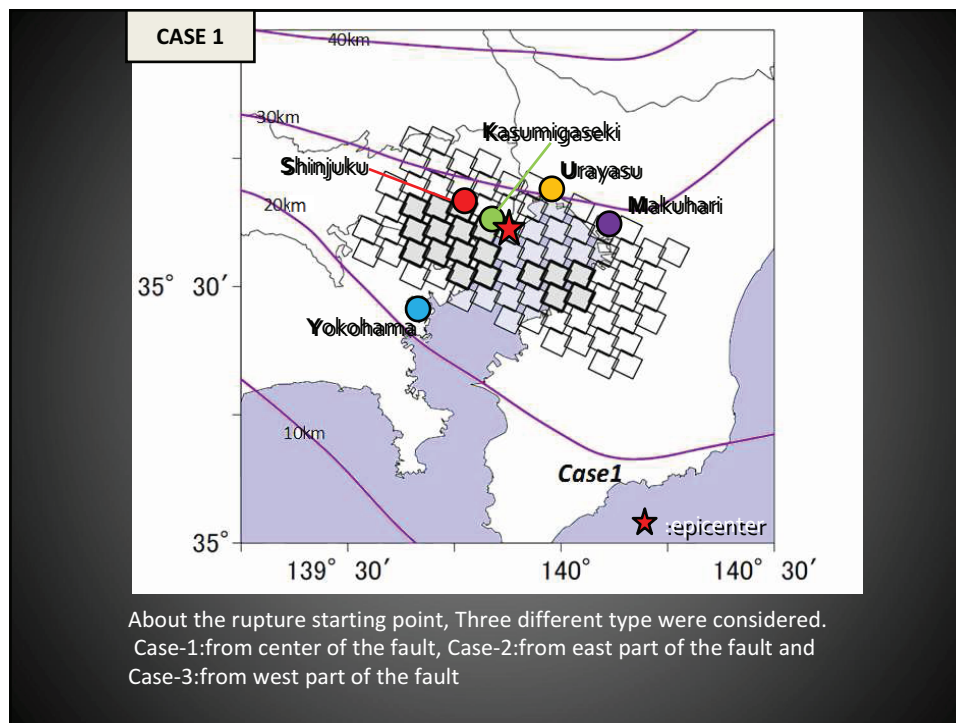 CASE 1
40km
30km
Kasumigaseki
Shinjuku
Urayasu
20km
Makuhari
35° 30′
Yokohama
10km
Case1
:epicenter
35°
139° 30′ 140° 140° 30′
About the rupture starting point, Three different type were considered.
Case-1:from center of the fault, Case-2:from east part of the fault and
Case-3:from west part of the fault